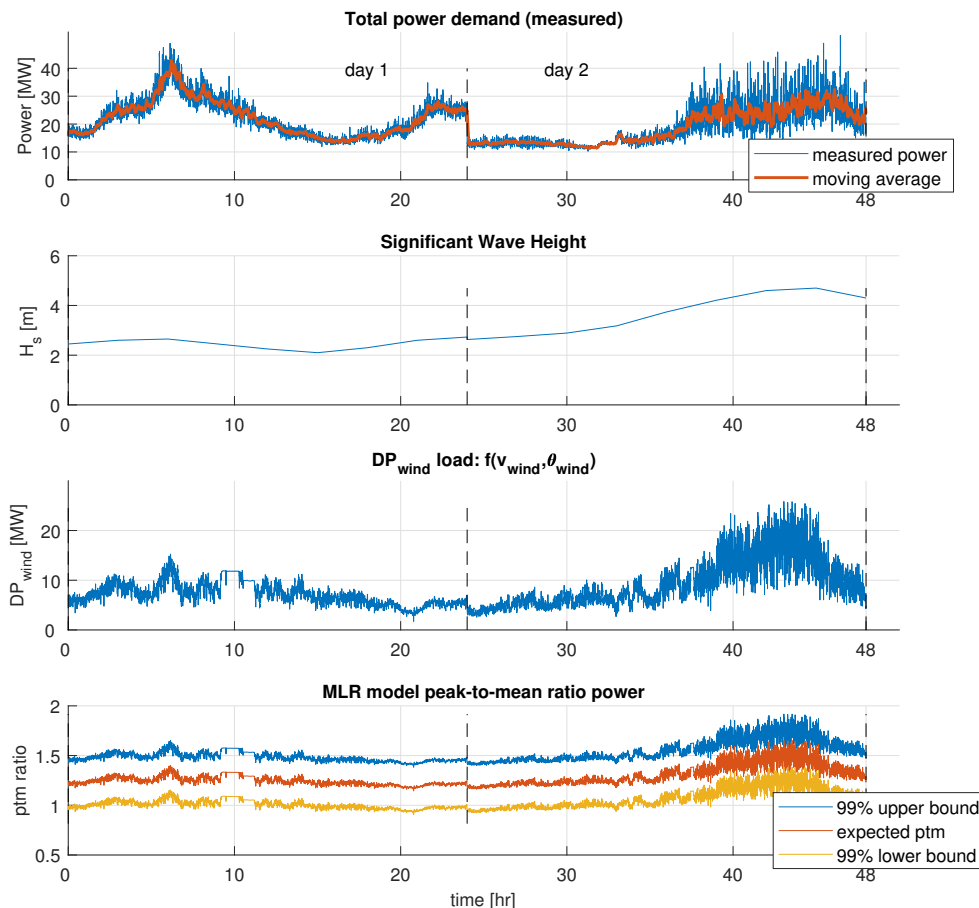 Total power demand (measured)
Power [MW]
40
30
20
10
0
day 1
day 2
measured power
moving average
0 10 20 30 40 48
Significant Wave Height
H_s [m]
6
4
2
0
0 10 20 30 40 48
DP_wind load: f(v_wind,θ_wind)
DP_wind [MW]
20
10
0
0 10 20 30 40 48
MLR model peak-to-mean ratio power
ptm ratio
2
1.5
1
0.5
99% upper bound
expected ptm
99% lower bound
0 10 20 30 40 48
time [hr]